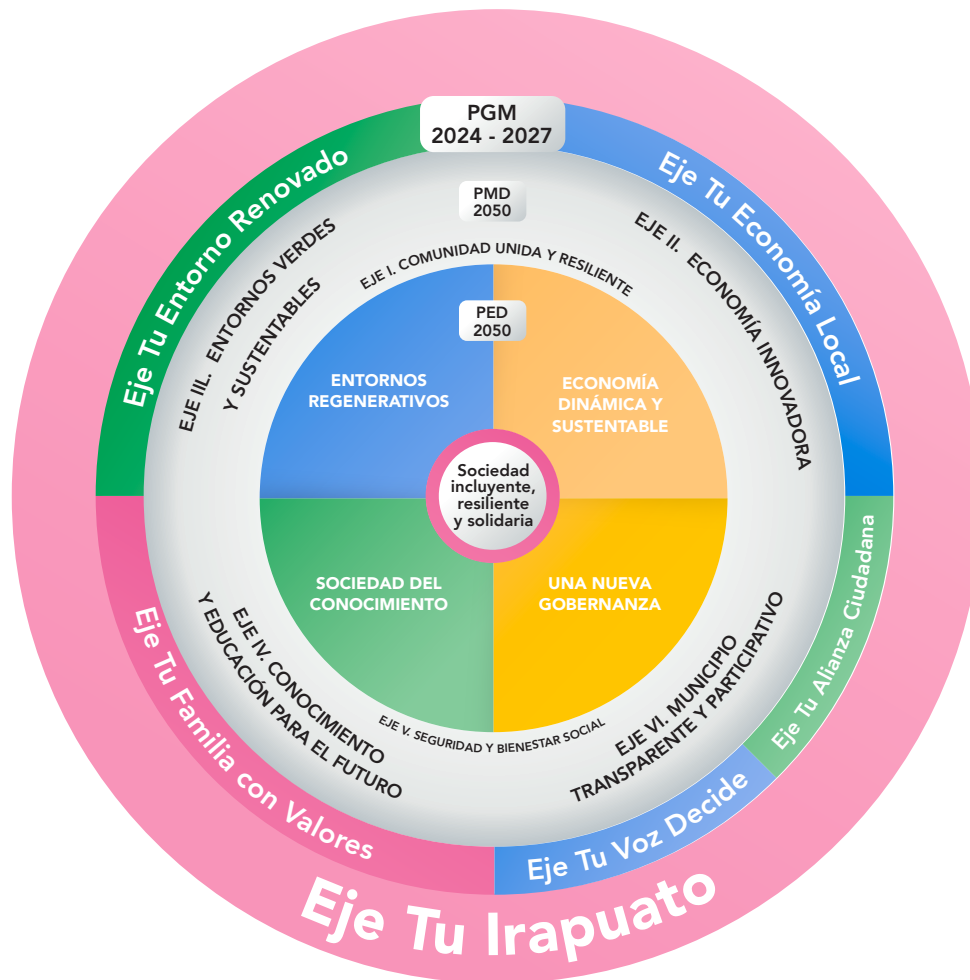 PGM
2024 - 2027
Eje Tu Entorno Renovado
Eje Tu Economía Local
PMD
2050
EJE I. COMUNIDAD UNIDA Y RESILIENTE
EJE II. ECONOMÍA INNOVADORA
EJE III. ENTORNOS VERDES
Y SUSTENTABLES
PED
2050
ENTORNOS
REGENERATIVOS
ECONOMÍA
DINÁMICA Y
SUSTENTABLE
Sociedad
incluyente,
resiliente
y solidaria
SOCIEDAD DEL
CONOCIMIENTO
UNA NUEVA
GOBERNANZA
EJE IV. CONOCIMIENTO
Y EDUCACIÓN PARA EL FUTURO
EJE V. SEGURIDAD Y BIENESTAR SOCIAL
EJE VI. MUNICIPIO
TRANSPARENTE Y PARTICIPATIVO
Eje Tu Alianza Ciudadana
Eje Tu Familia con Valores
Eje Tu Voz Decide
Eje Tu Irapuato